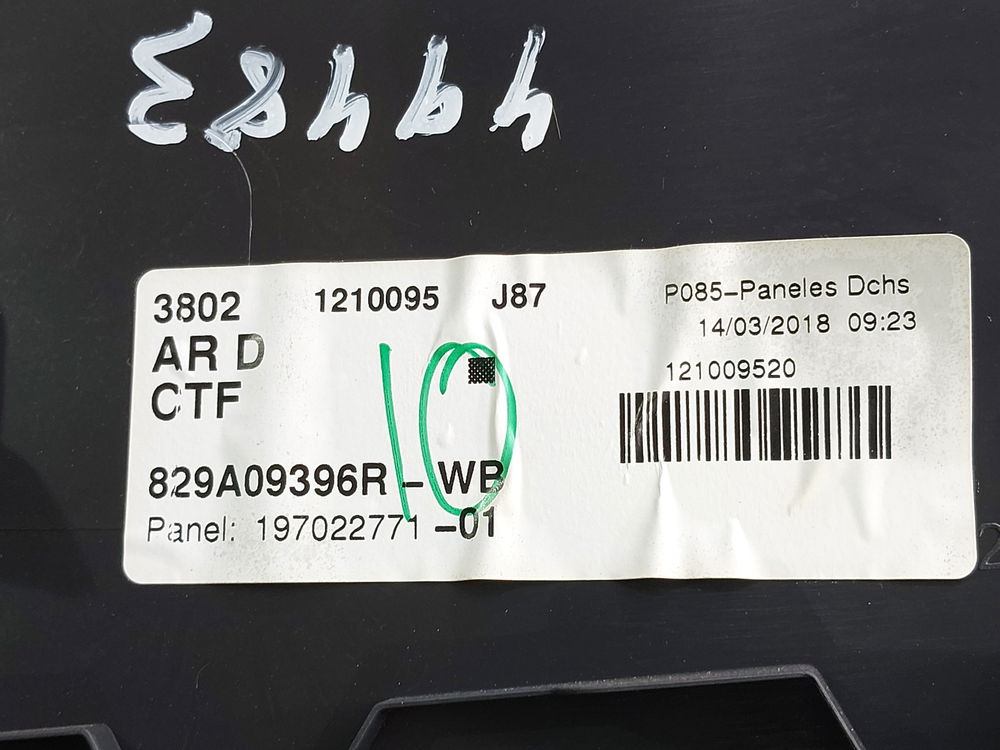 3802 1210095 J87
AR D
CTF
829A09396R - WB
Panel: 197022771 -01
10
P085-Paneles Dchs
14/03/2018 09:23
121009520